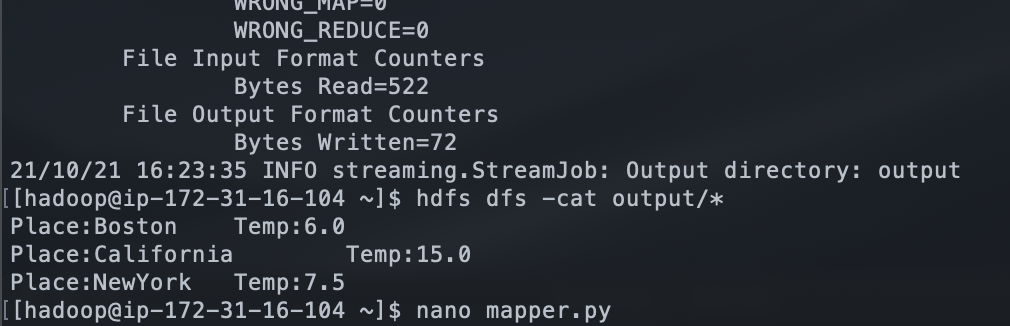 WRONG_MAP=0
WRONG_REDUCE=0
File Input Format Counters
Bytes Read=522
File Output Format Counters
Bytes Written=72
21/10/21 16:23:35 INFO streaming.StreamJob: Output directory: output
[[hadoop@ip-172-31-16-104 ~]$ hdfs dfs -cat output/*
Place:Boston    Temp:6.0
Place:California        Temp:15.0
Place:NewYork   Temp:7.5
[[hadoop@ip-172-31-16-104 ~]$ nano mapper.py